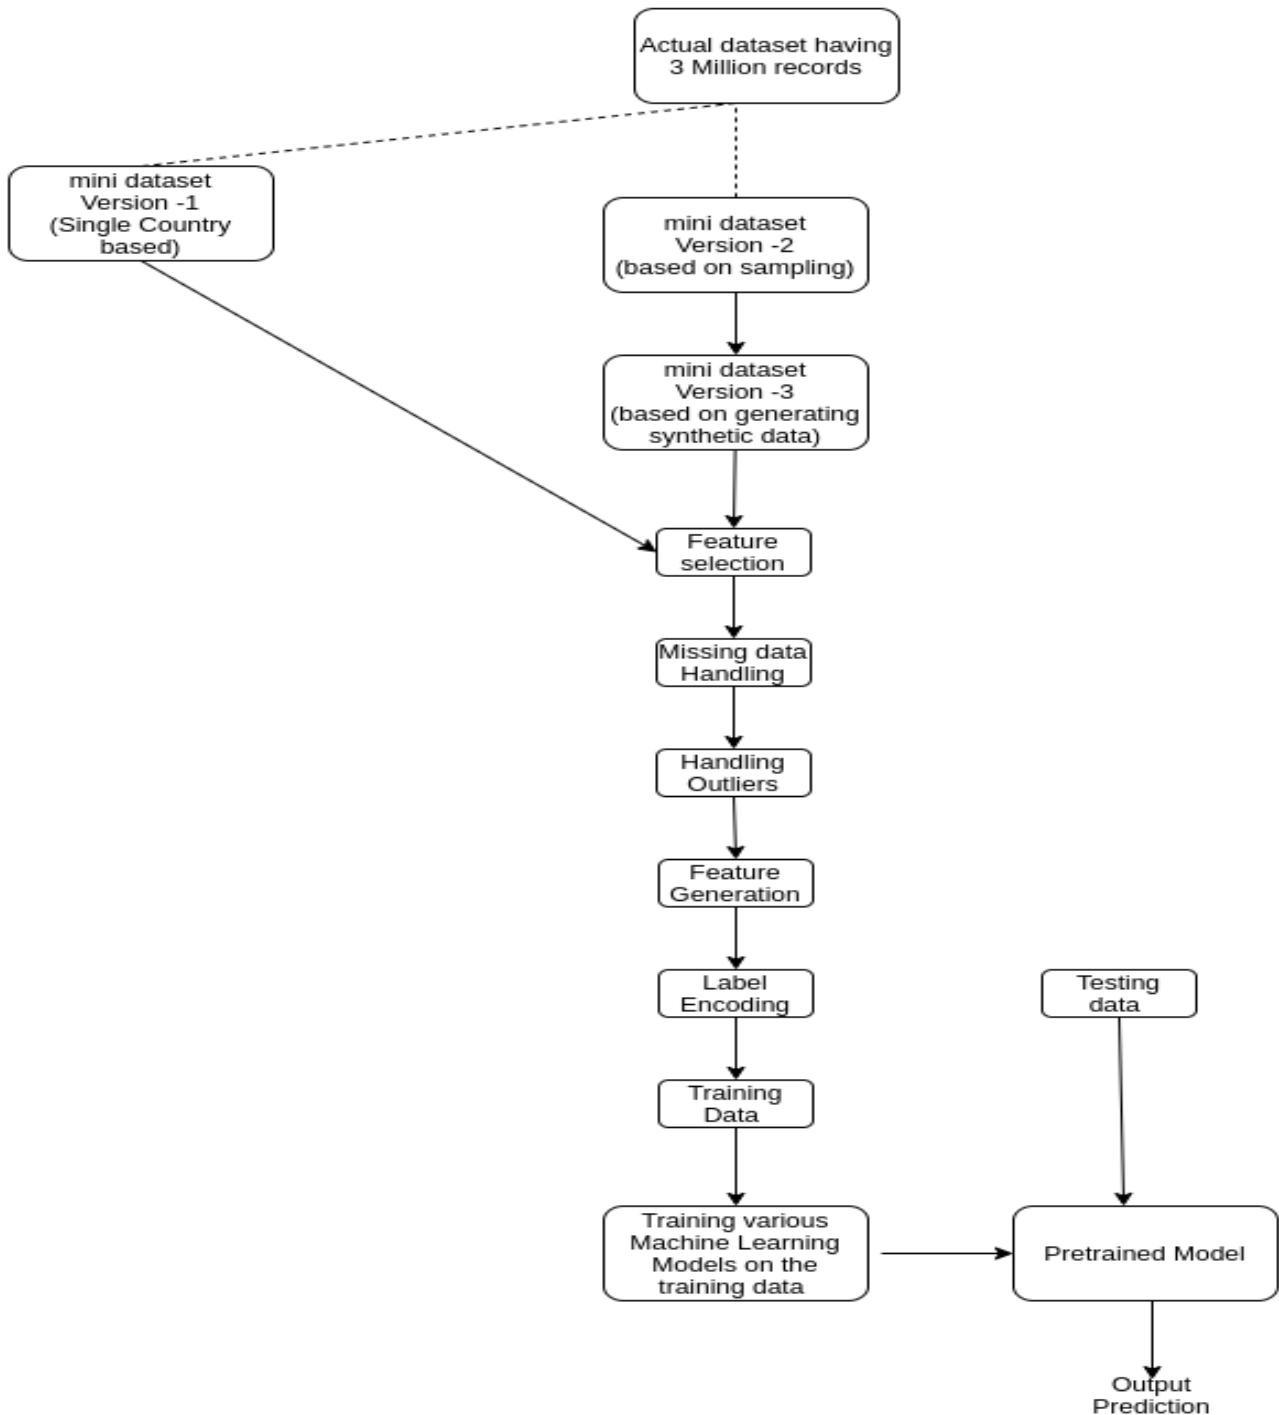 Actual dataset having
3 Million records
mini dataset
Version -1
(Single Country
based)
mini dataset
Version -2
(based on sampling)
mini dataset
Version -3
(based on generating
synthetic data)
Feature
selection
Missing data
Handling
Handling
Outliers
Feature
Generation
Label
Encoding
Testing
data
Training
Data
Training various
Machine Learning
Models on the
training data
Pretrained Model
Output
Prediction